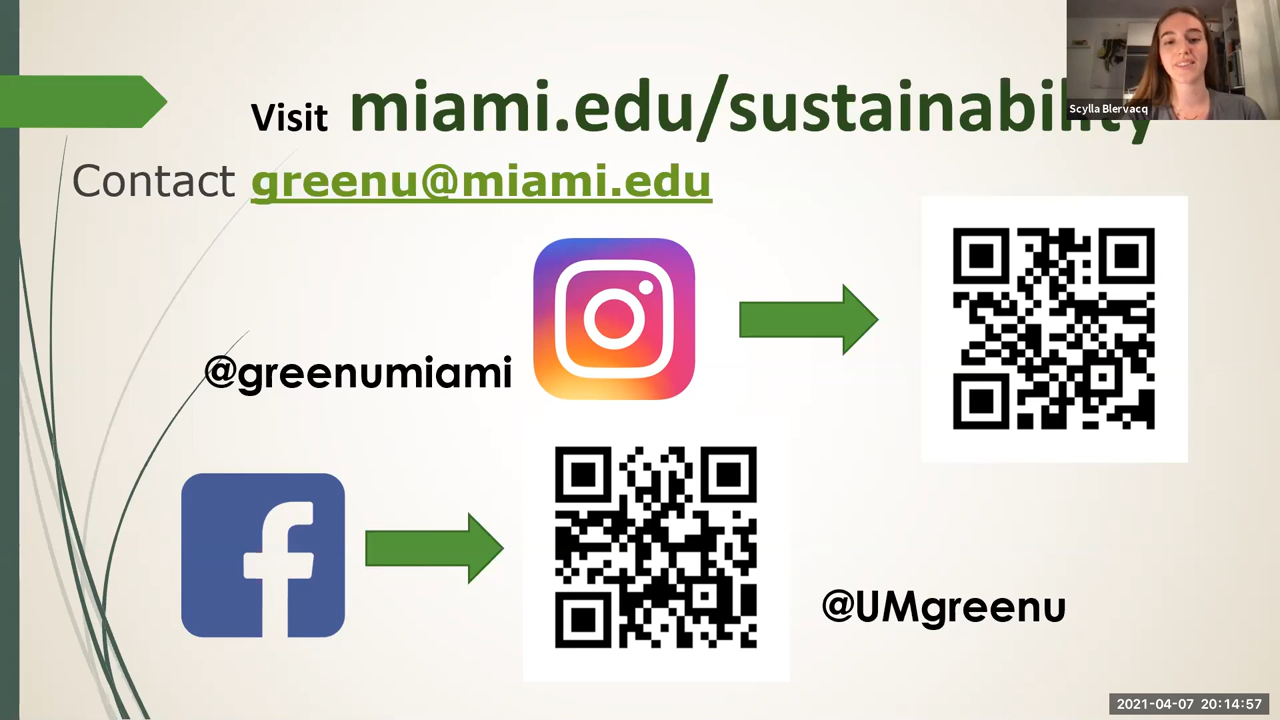 Visit miami.edu/sustainability
Scylla Blervacq
Contact greenu@miami.edu
@greenumiami
@UMgreenu
2021-04-07 20:14:57